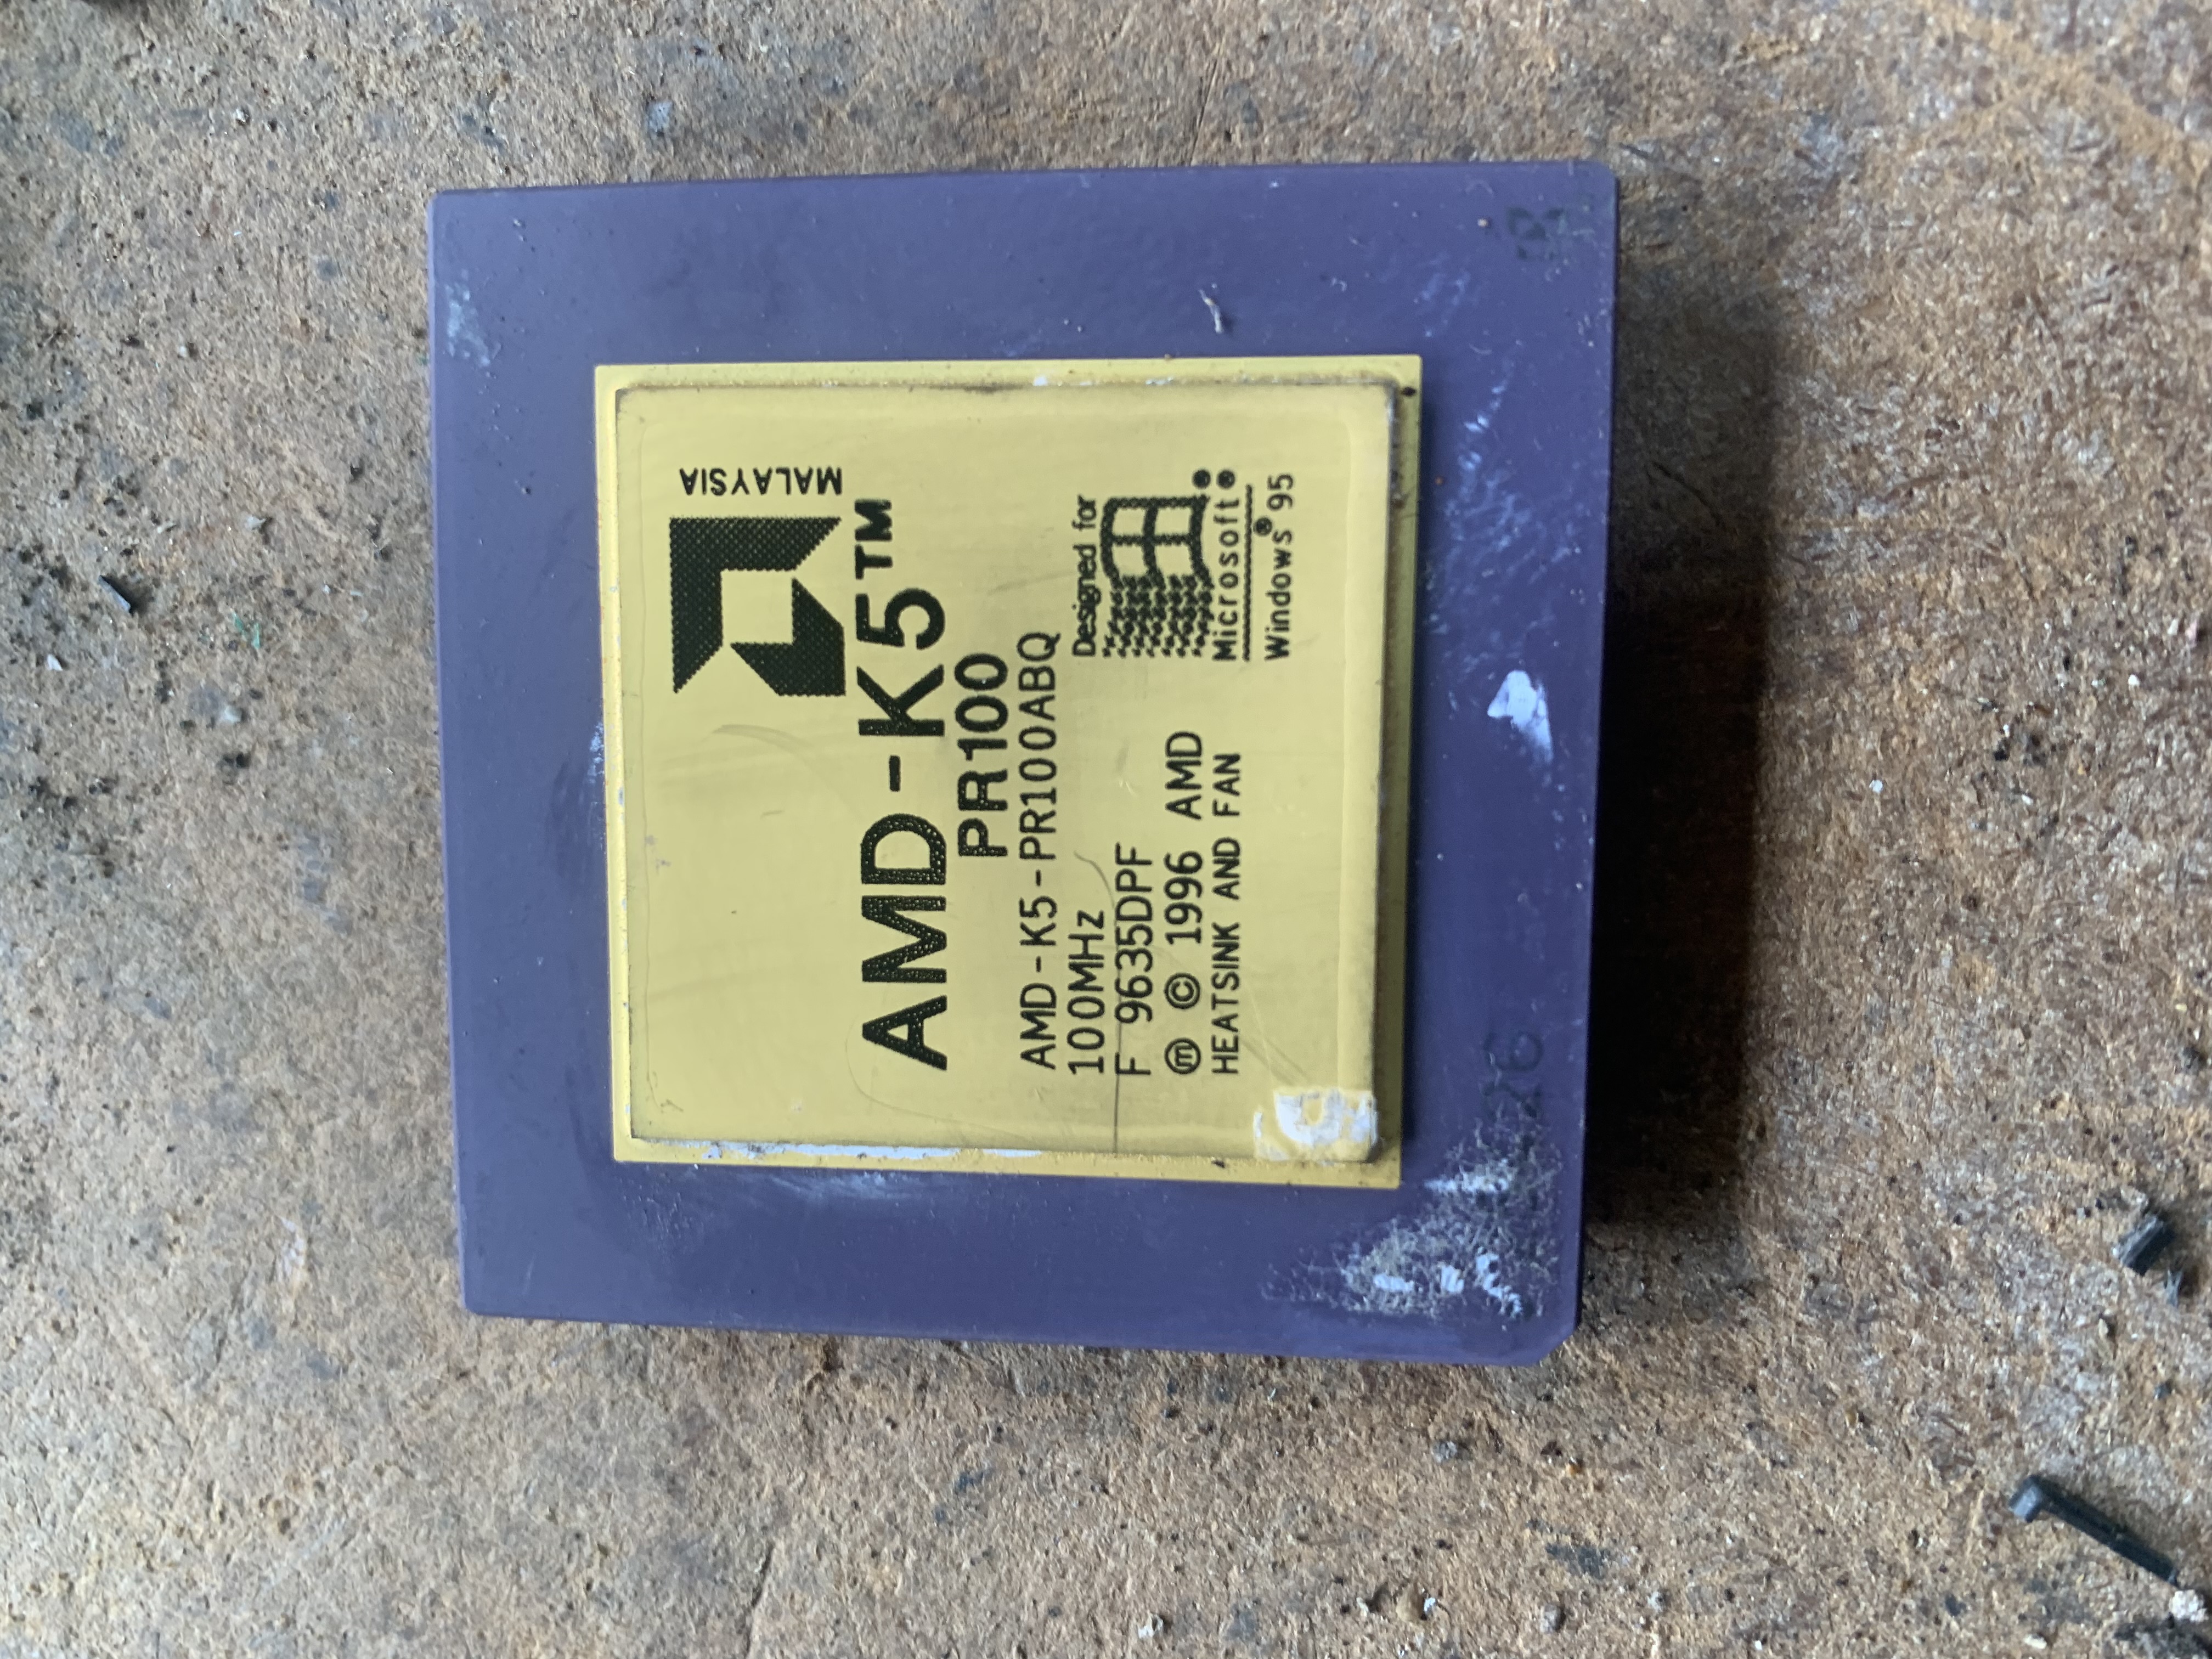 MALAYSIA
AMD-K5™
PR100
AMD-K5-PR100ABQ
100MHz
F 9635DPF
ⓜ © 1996 AMD
HEATSINK AND FAN
Designed for
Microsoft®
Windows®95
26